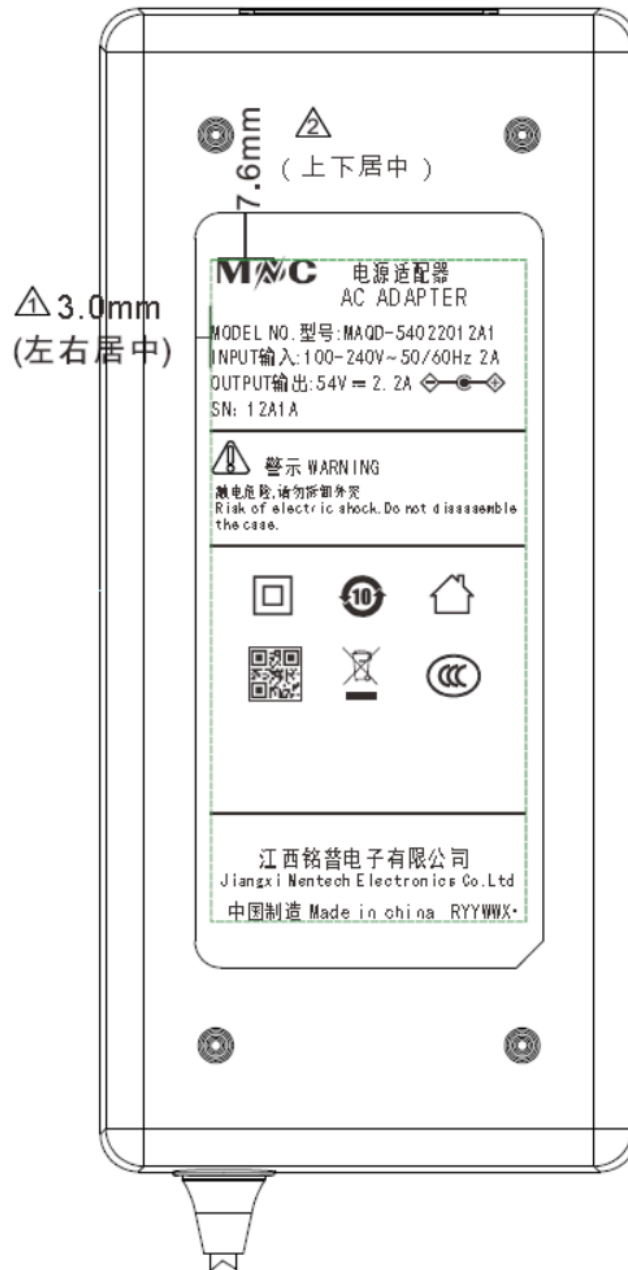 7.6mm
2
(上下居中)
1 3.0mm
(左右居中)
MNC 电源适配器
AC ADAPTER
MODEL NO.型号:MAQD-54022012A1
INPUT输入:100-240V~50/60Hz 2A
OUTPUT输出:54V⎓2.2A
SN: 12A1A
警示 WARNING
触电危险,请勿拆卸外壳
Risk of electric shock.Do not disassemble
the case.
10
CCC
江西铭普电子有限公司
Jiangxi Mentech Electronics Co.Ltd
中国制造 Made in china RYYWWX·